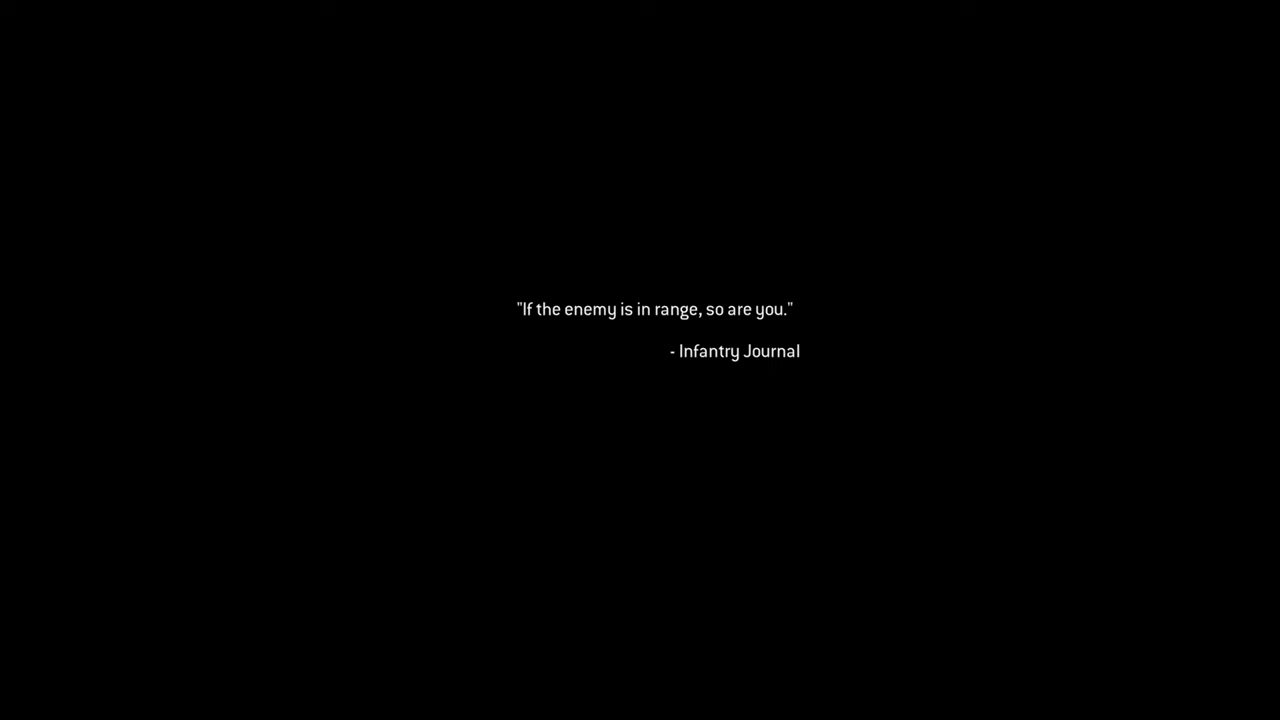 "If the enemy is in range, so are you."
- Infantry Journal